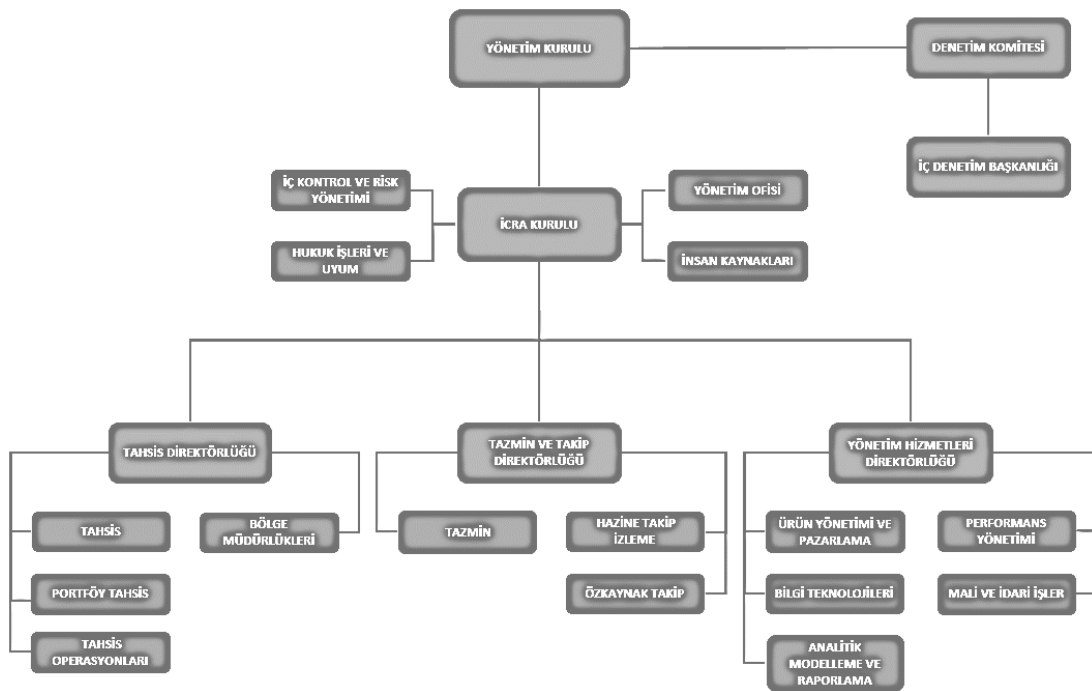 YÖNETİM KURULU
DENETİM KOMİTESİ
İÇ DENETİM BAŞKANLIĞI
İÇ KONTROL VE RİSK
YÖNETİMİ
YÖNETİM OFİSİ
İCRA KURULU
HUKUK İŞLERİ VE
UYUM
İNSAN KAYNAKLARI
TAHSİS DİREKTÖRLÜĞÜ
TAZMİN VE TAKİP
DİREKTÖRLÜĞÜ
YÖNETİM HİZMETLERİ
DİREKTÖRLÜĞÜ
TAHSİS
BÖLGE
MÜDÜRLÜKLERİ
PORTFÖY TAHSİS
TAHSİS
OPERASYONLARI
TAZMİN
HAZİNE TAKİP
İZLEME
ÖZKAYNAK TAKİP
ÜRÜN YÖNETİMİ VE
PAZARLAMA
PERFORMANS
YÖNETİMİ
BİLGİ TEKNOLOJİLERİ
MALİ VE İDARİ İŞLER
ANALİTİK
MODELLEME VE
RAPORLAMA